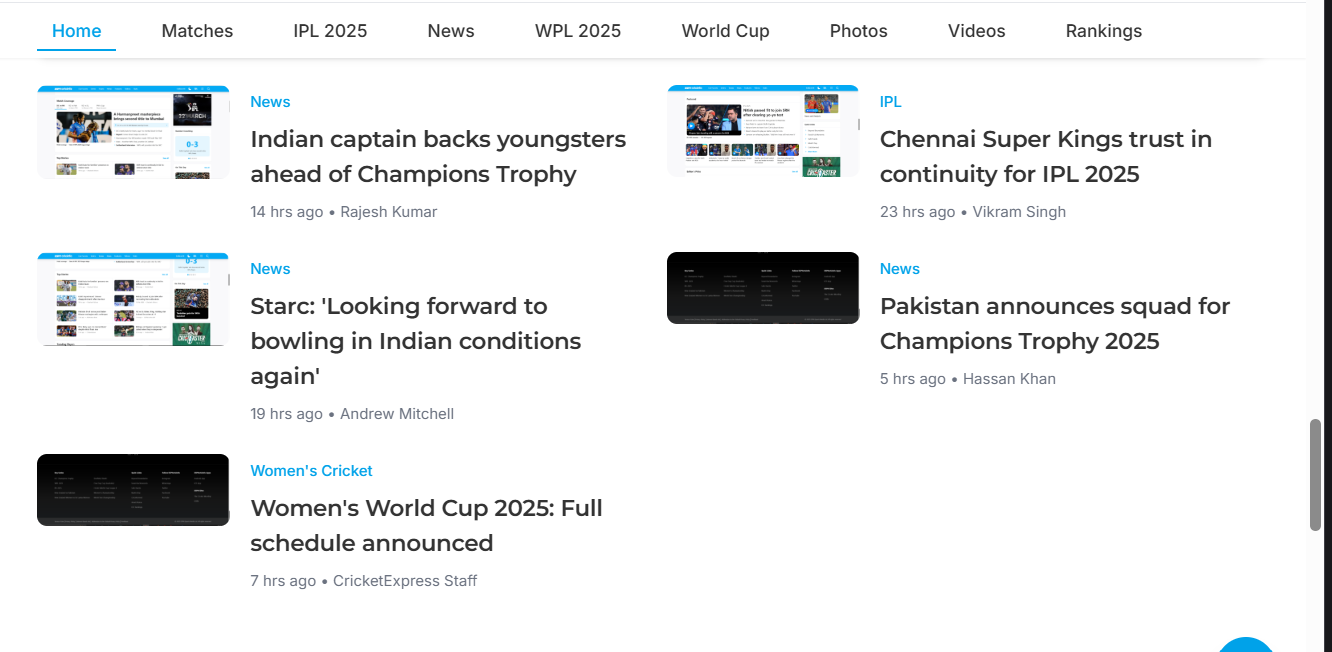 Home Matches IPL 2025 News WPL 2025 World Cup Photos Videos Rankings
News
Indian captain backs youngsters
ahead of Champions Trophy
14 hrs ago • Rajesh Kumar
IPL
Chennai Super Kings trust in
continuity for IPL 2025
23 hrs ago • Vikram Singh
News
Starc: 'Looking forward to
bowling in Indian conditions
again'
19 hrs ago • Andrew Mitchell
News
Pakistan announces squad for
Champions Trophy 2025
5 hrs ago • Hassan Khan
Women's Cricket
Women's World Cup 2025: Full
schedule announced
7 hrs ago • CricketExpress Staff